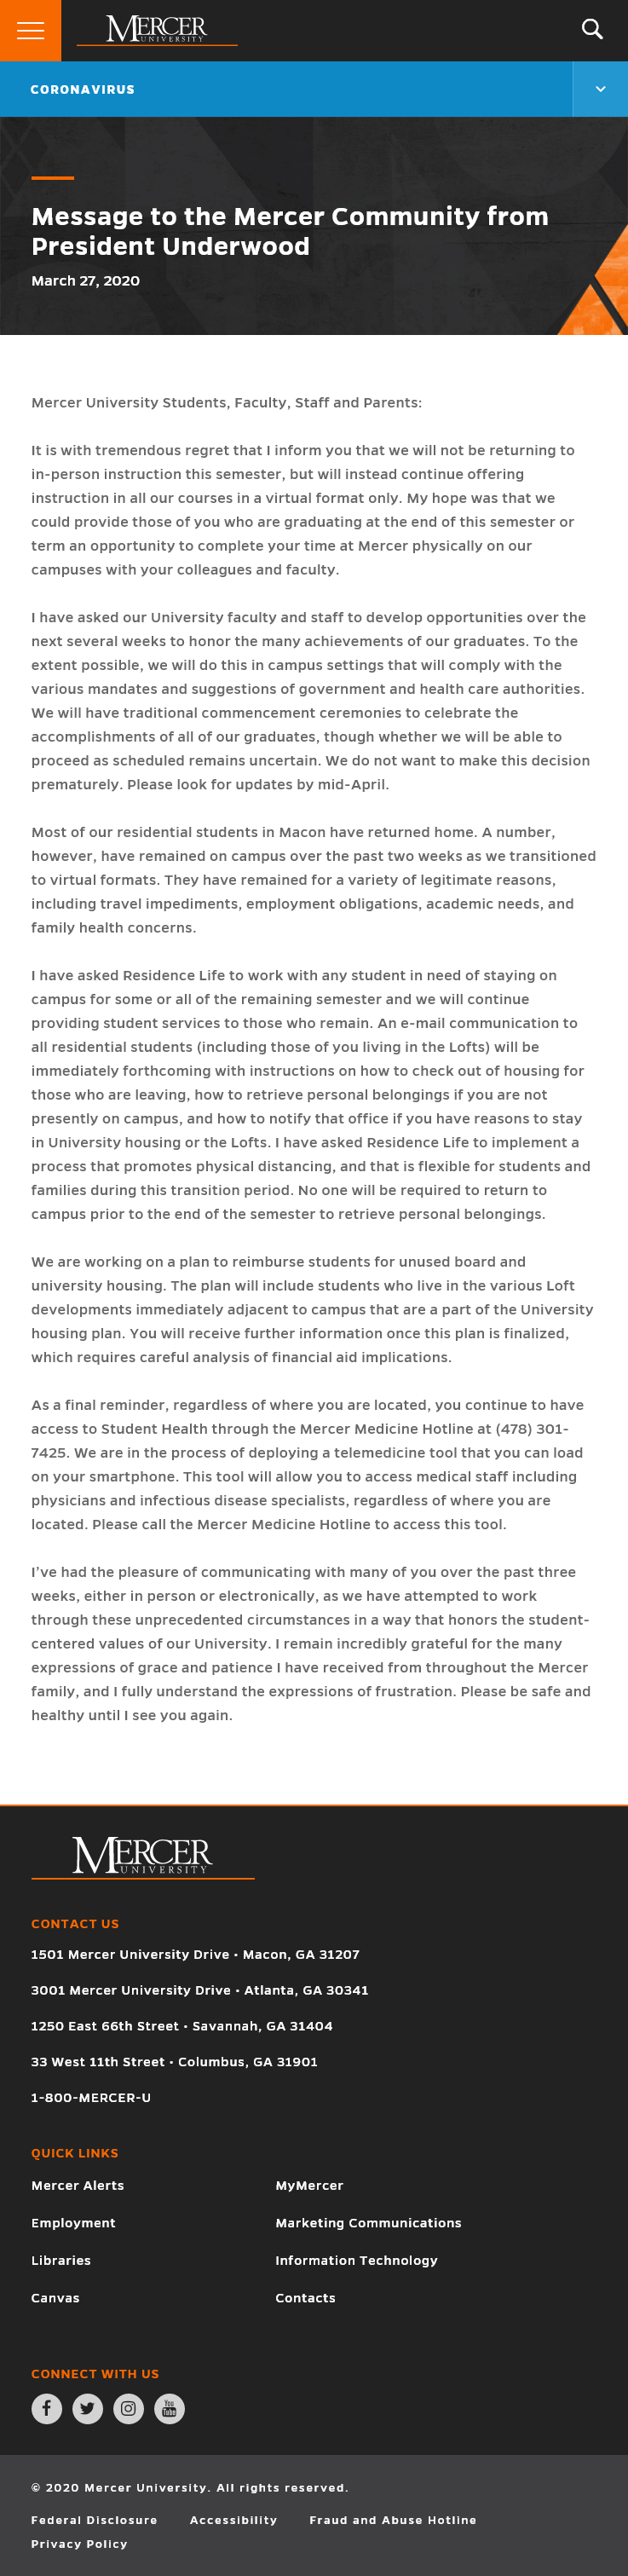 MERCER
UNIVERSITY
CORONAVIRUS
Message to the Mercer Community from
President Underwood
March 27, 2020
Mercer University Students, Faculty, Staff and Parents:
It is with tremendous regret that I inform you that we will not be returning to
in-person instruction this semester, but will instead continue offering
instruction in all our courses in a virtual format only. My hope was that we
could provide those of you who are graduating at the end of this semester or
term an opportunity to complete your time at Mercer physically on our
campuses with your colleagues and faculty.
I have asked our University faculty and staff to develop opportunities over the
next several weeks to honor the many achievements of our graduates. To the
extent possible, we will do this in campus settings that will comply with the
various mandates and suggestions of government and health care authorities.
We will have traditional commencement ceremonies to celebrate the
accomplishments of all of our graduates, though whether we will be able to
proceed as scheduled remains uncertain. We do not want to make this decision
prematurely. Please look for updates by mid-April.
Most of our residential students in Macon have returned home. A number,
however, have remained on campus over the past two weeks as we transitioned
to virtual formats. They have remained for a variety of legitimate reasons,
including travel impediments, employment obligations, academic needs, and
family health concerns.
I have asked Residence Life to work with any student in need of staying on
campus for some or all of the remaining semester and we will continue
providing student services to those who remain. An e-mail communication to
all residential students (including those of you living in the Lofts) will be
immediately forthcoming with instructions on how to check out of housing for
those who are leaving, how to retrieve personal belongings if you are not
presently on campus, and how to notify that office if you have reasons to stay
in University housing or the Lofts. I have asked Residence Life to implement a
process that promotes physical distancing, and that is flexible for students and
families during this transition period. No one will be required to return to
campus prior to the end of the semester to retrieve personal belongings.
We are working on a plan to reimburse students for unused board and
university housing. The plan will include students who live in the various Loft
developments immediately adjacent to campus that are a part of the University
housing plan. You will receive further information once this plan is finalized,
which requires careful analysis of financial aid implications.
As a final reminder, regardless of where you are located, you continue to have
access to Student Health through the Mercer Medicine Hotline at (478) 301-
7425. We are in the process of deploying a telemedicine tool that you can load
on your smartphone. This tool will allow you to access medical staff including
physicians and infectious disease specialists, regardless of where you are
located. Please call the Mercer Medicine Hotline to access this tool.
I’ve had the pleasure of communicating with many of you over the past three
weeks, either in person or electronically, as we have attempted to work
through these unprecedented circumstances in a way that honors the student-
centered values of our University. I remain incredibly grateful for the many
expressions of grace and patience I have received from throughout the Mercer
family, and I fully understand the expressions of frustration. Please be safe and
healthy until I see you again.
MERCER
UNIVERSITY
CONTACT US
1501 Mercer University Drive • Macon, GA 31207
3001 Mercer University Drive • Atlanta, GA 30341
1250 East 66th Street • Savannah, GA 31404
33 West 11th Street • Columbus, GA 31901
1-800-MERCER-U
QUICK LINKS
Mercer Alerts MyMercer
Employment Marketing Communications
Libraries Information Technology
Canvas Contacts
CONNECT WITH US
You Tube
© 2020 Mercer University. All rights reserved.
Federal Disclosure Accessibility Fraud and Abuse Hotline
Privacy Policy